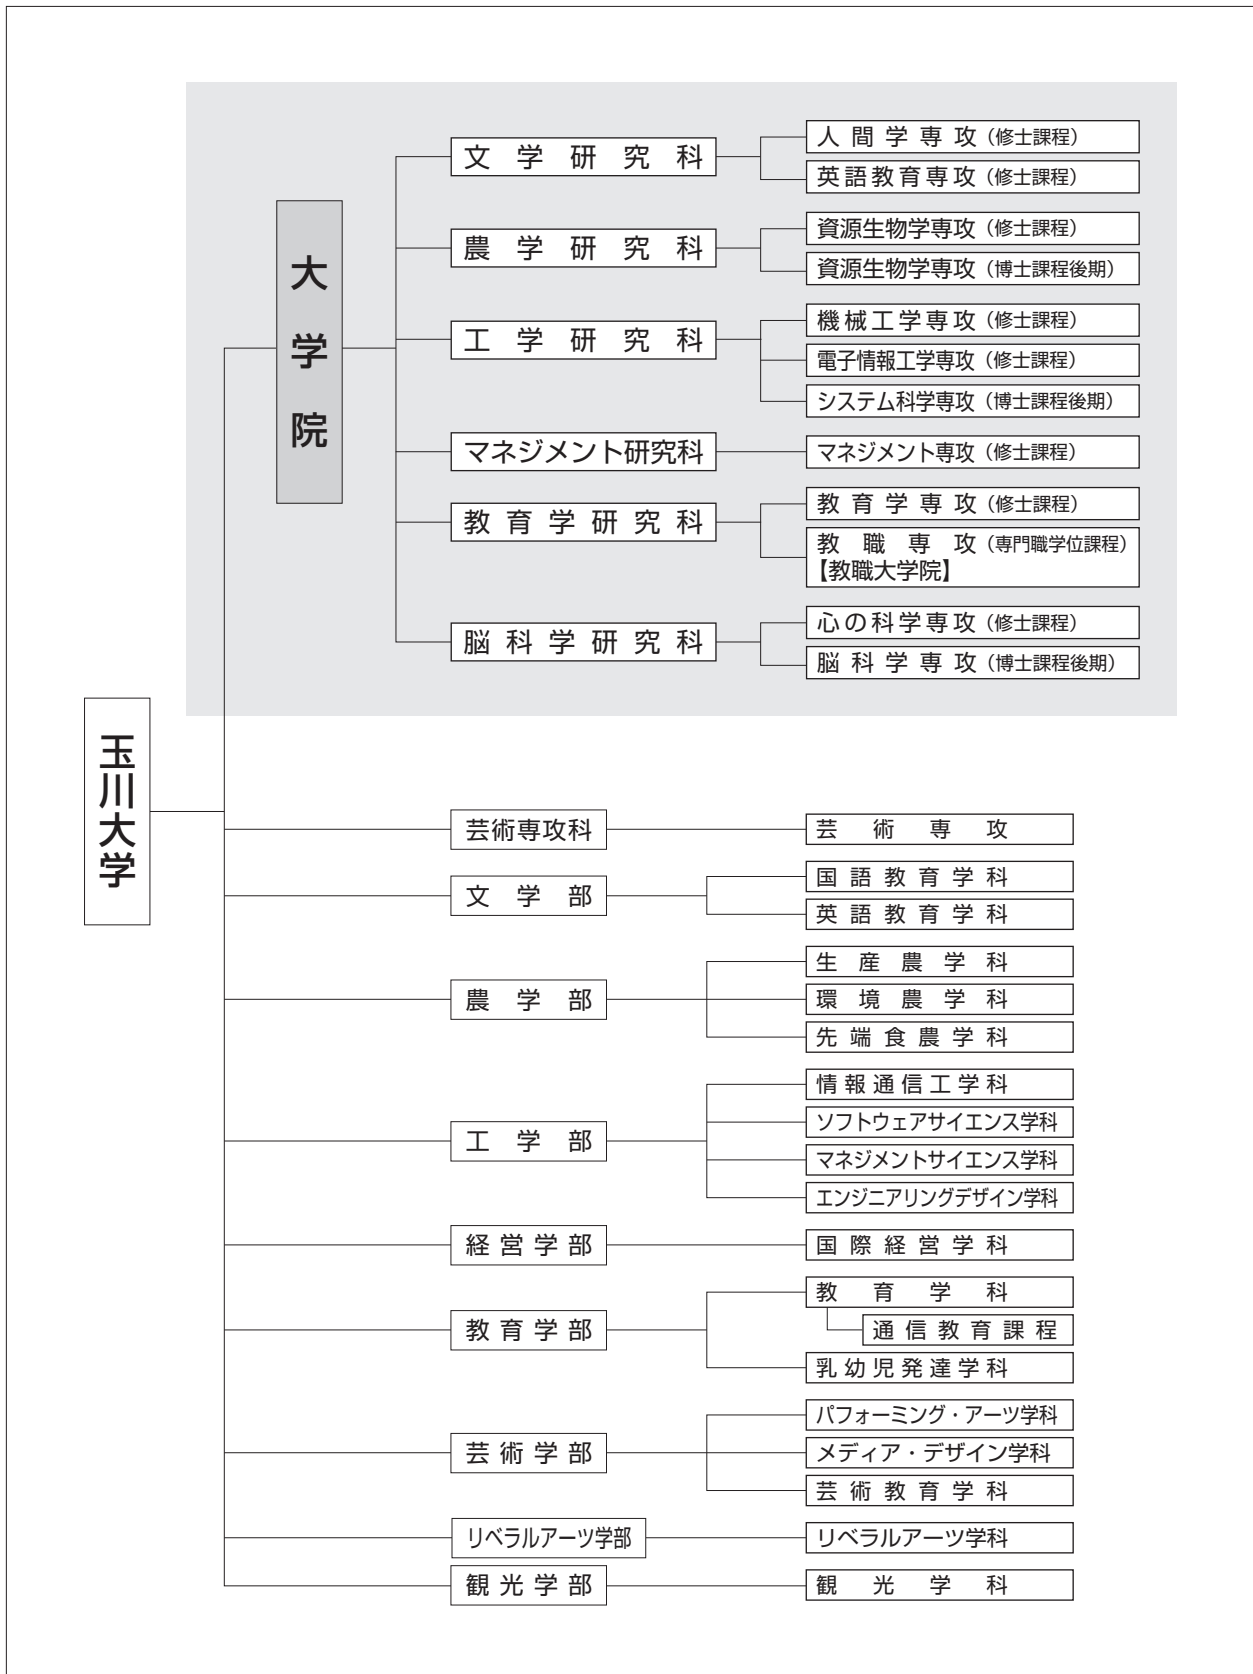 玉川大学
大学院
文学研究科
人間学専攻（修士課程）
英語教育専攻（修士課程）
農学研究科
資源生物学専攻（修士課程）
資源生物学専攻（博士課程後期）
工学研究科
機械工学専攻（修士課程）
電子情報工学専攻（修士課程）
システム科学専攻（博士課程後期）
マネジメント研究科
マネジメント専攻（修士課程）
教育学研究科
教育学専攻（修士課程）
教職専攻（専門職学位課程）
【教職大学院】
脳科学研究科
心の科学専攻（修士課程）
脳科学専攻（博士課程後期）
芸術専攻科
芸術専攻
文学部
国語教育学科
英語教育学科
農学部
生産農学科
環境農学科
先端食農学科
工学部
情報通信工学科
ソフトウェアサイエンス学科
マネジメントサイエンス学科
エンジニアリングデザイン学科
経営学部
国際経営学科
教育学部
教育学科
通信教育課程
乳幼児発達学科
芸術学部
パフォーミング・アーツ学科
メディア・デザイン学科
芸術教育学科
リベラルアーツ学部
リベラルアーツ学科
観光学部
観光学科